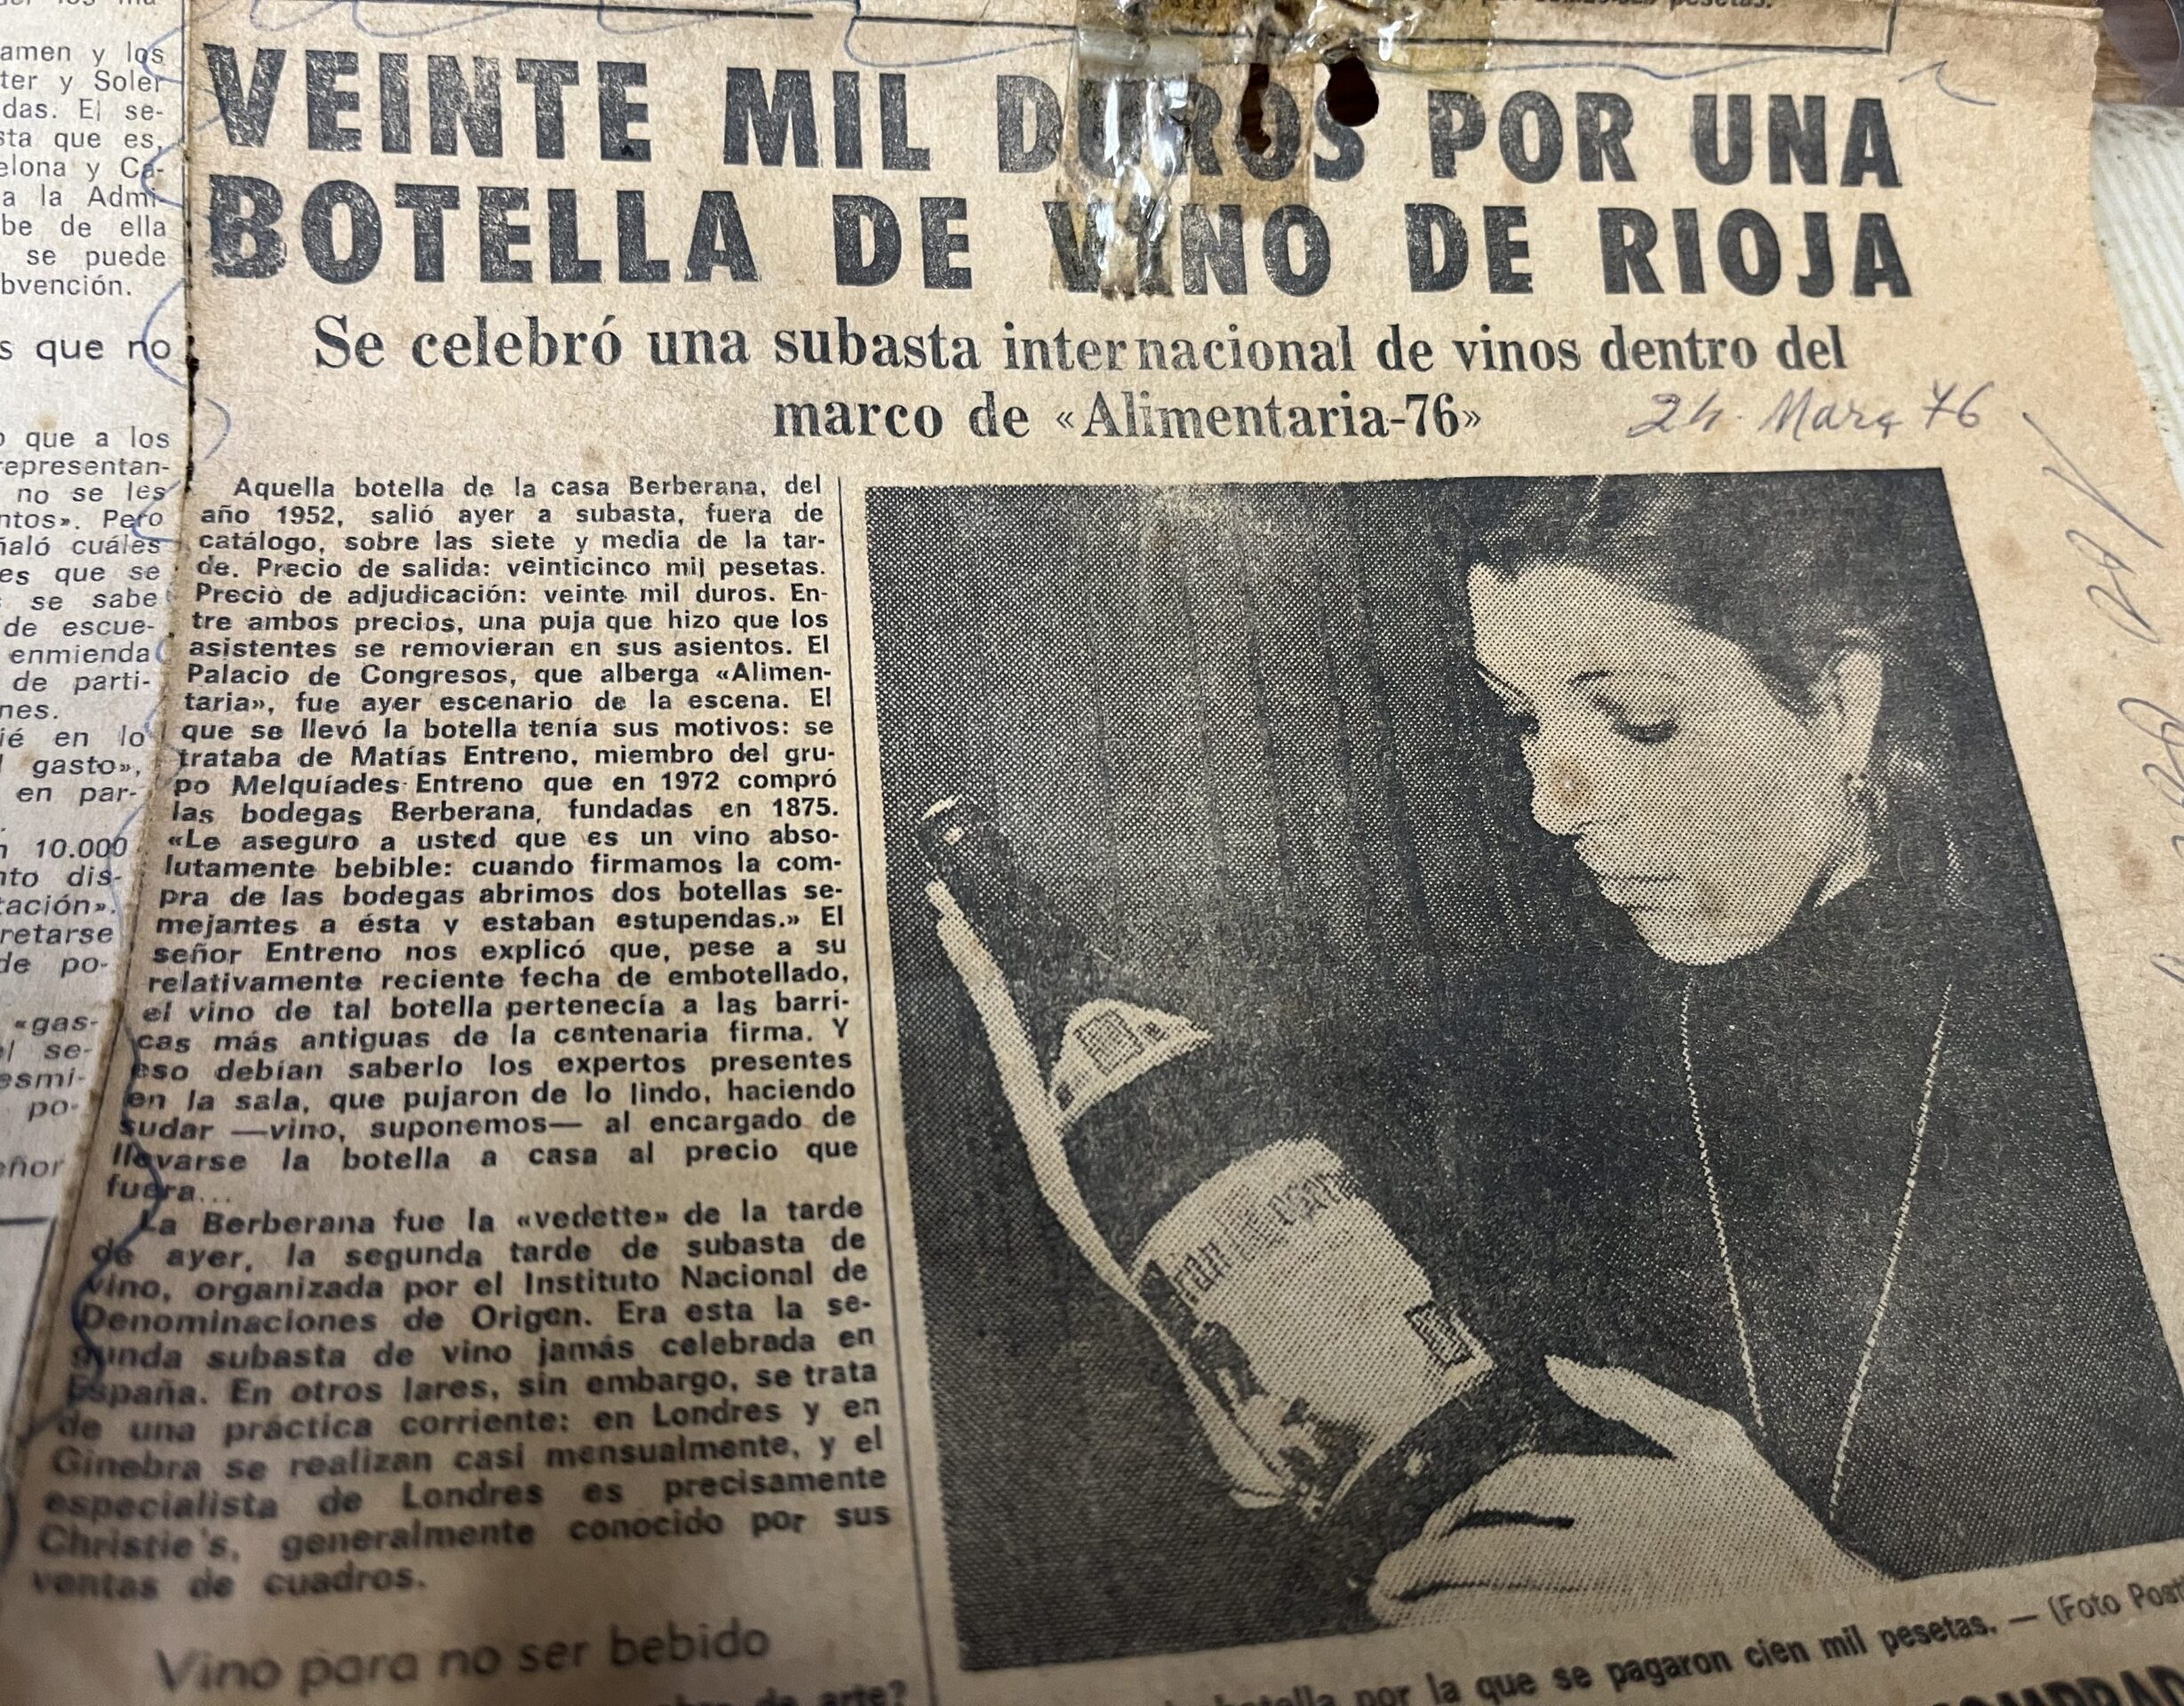 amen y los
ter y Soler
das. El se-
sta que es,
elona y Ca-
a la Admi-
be de ella
se puede
bvención.
s que no
o que a los
representan-
no se les
ntos». Pero
ñaló cuáles
es que se
se sabe
de escue-
enmienda
de parti-
nes.
ié en lo
gasto»,
en par-
10.000
nto dis-
tación».
retarse
de po-
«gas-
el se-
esmi-
po-
eñor
VEINTE MIL DUROS POR UNA
BOTELLA DE VINO DE RIOJA
Se celebró una subasta internacional de vinos dentro del
marco de «Alimentaria-76»
24. Març 76
Aquella botella de la casa Berberana, del
año 1952, salió ayer a subasta, fuera de
catálogo, sobre las siete y media de la tar-
de. Precio de salida: veinticinco mil pesetas.
Precio de adjudicación: veinte mil duros. En-
tre ambos precios, una puja que hizo que los
asistentes se removieran en sus asientos. El
Palacio de Congresos, que alberga «Alimen-
taria», fue ayer escenario de la escena. El
que se llevó la botella tenía sus motivos: se
trataba de Matías Entreno, miembro del gru-
po Melquíades Entreno que en 1972 compró
las bodegas Berberana, fundadas en 1875.
«Le aseguro a usted que es un vino abso-
lutamente bebible: cuando firmamos la com-
pra de las bodegas abrimos dos botellas se-
mejantes a ésta y estaban estupendas.» El
señor Entreno nos explicó que, pese a su
relativamente reciente fecha de embotellado,
el vino de tal botella pertenecía a las barri-
cas más antiguas de la centenaria firma. Y
eso debían saberlo los expertos presentes
en la sala, que pujaron de lo lindo, haciendo
sudar —vino, suponemos— al encargado de
llevarse la botella a casa al precio que
fuera...
La Berberana fue la «vedette» de la tarde
de ayer, la segunda tarde de subasta de
vino, organizada por el Instituto Nacional de
Denominaciones de Origen. Era esta la se-
gunda subasta de vino jamás celebrada en
España. En otros lares, sin embargo, se trata
de una práctica corriente: en Londres y en
Ginebra se realizan casi mensualmente, y el
especialista de Londres es precisamente
Christie's, generalmente conocido por sus
ventas de cuadros.
Vino para no ser bebido
de arte?
botella por la que se pagaron cien mil pesetas. — (Foto Post